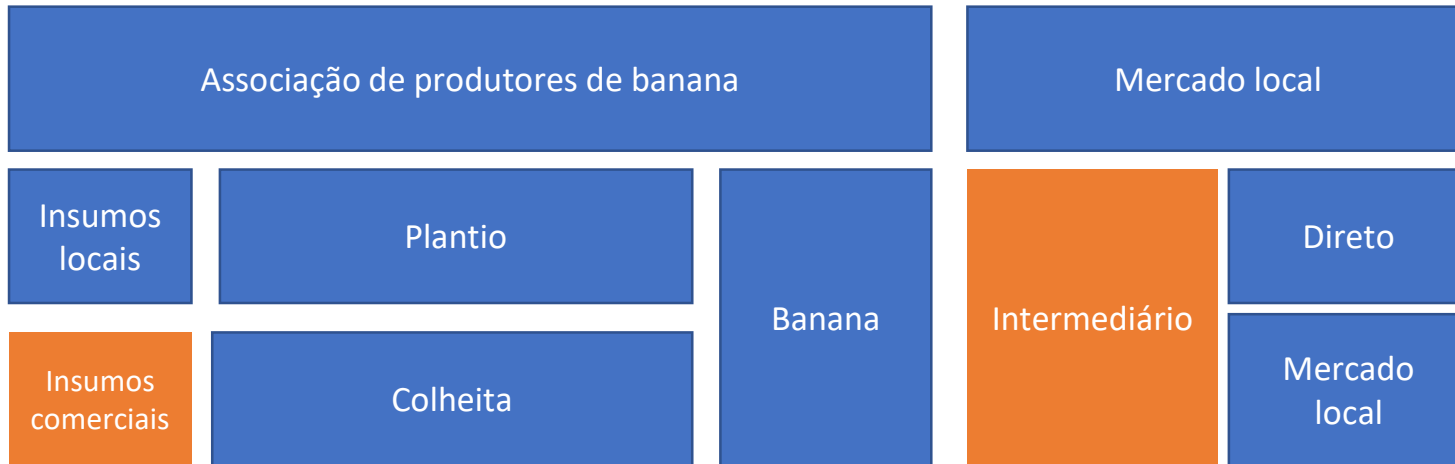 Associação de produtores de banana
Mercado local
Insumos
locais
Plantio
Banana
Intermediário
Direto
Insumos
comerciais
Colheita
Mercado
local